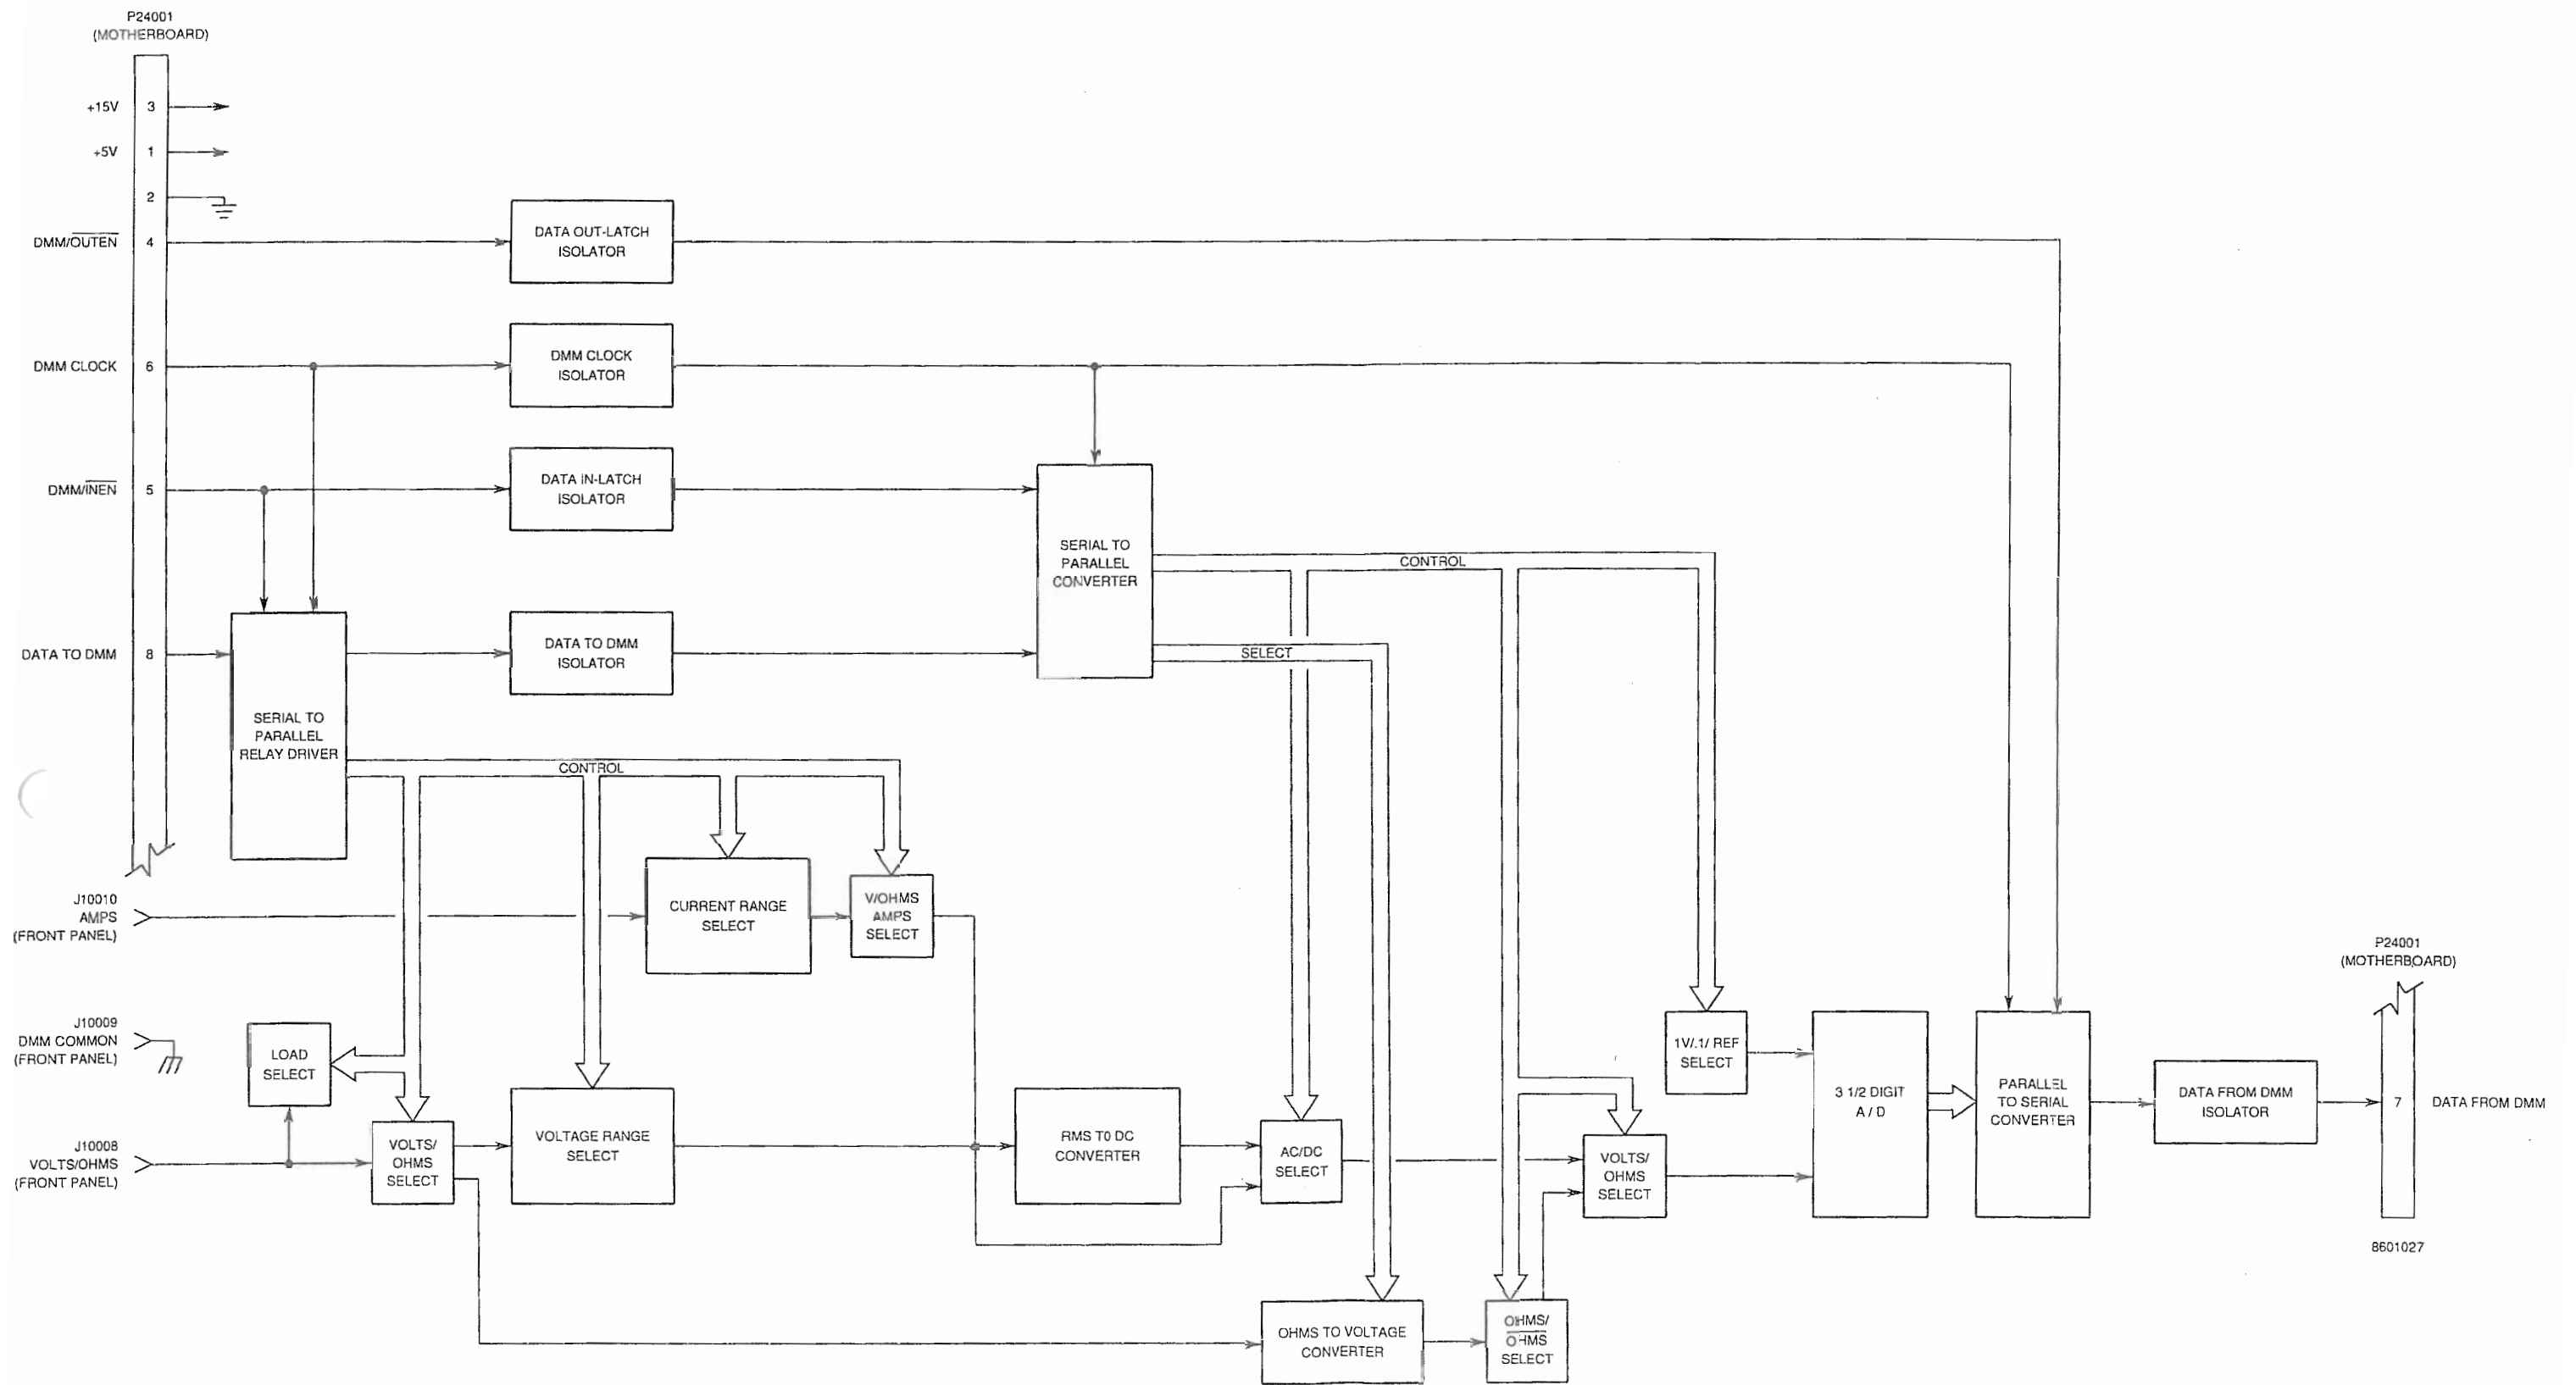 P24001
(MOTHERBOARD)
+15V 3
+5V 1
2
DMM/OUTEN 4
DATA OUT-LATCH
ISOLATOR
DMM CLOCK 6
DMM CLOCK
ISOLATOR
DMM/INEN 5
DATA IN-LATCH
ISOLATOR
SERIAL TO
PARALLEL
CONVERTER
CONTROL
SELECT
DATA TO DMM 8
DATA TO DMM
ISOLATOR
SERIAL TO
PARALLEL
RELAY DRIVER
CONTROL
J10010
AMPS
(FRONT PANEL)
CURRENT RANGE
SELECT
V/OHMS
AMPS
SELECT
J10009
DMM COMMON
(FRONT PANEL)
LOAD
SELECT
J10008
VOLTS/OHMS
(FRONT PANEL)
VOLTS/
OHMS
SELECT
VOLTAGE RANGE
SELECT
RMS TO DC
CONVERTER
AC/DC
SELECT
OHMS TO VOLTAGE
CONVERTER
OHMS/
OHMS
SELECT
VOLTS/
OHMS
SELECT
1V/.1/ REF
SELECT
3 1/2 DIGIT
A / D
PARALLEL
TO SERIAL
CONVERTER
DATA FROM DMM
ISOLATOR
P24001
(MOTHERBOARD)
7 DATA FROM DMM
8601027